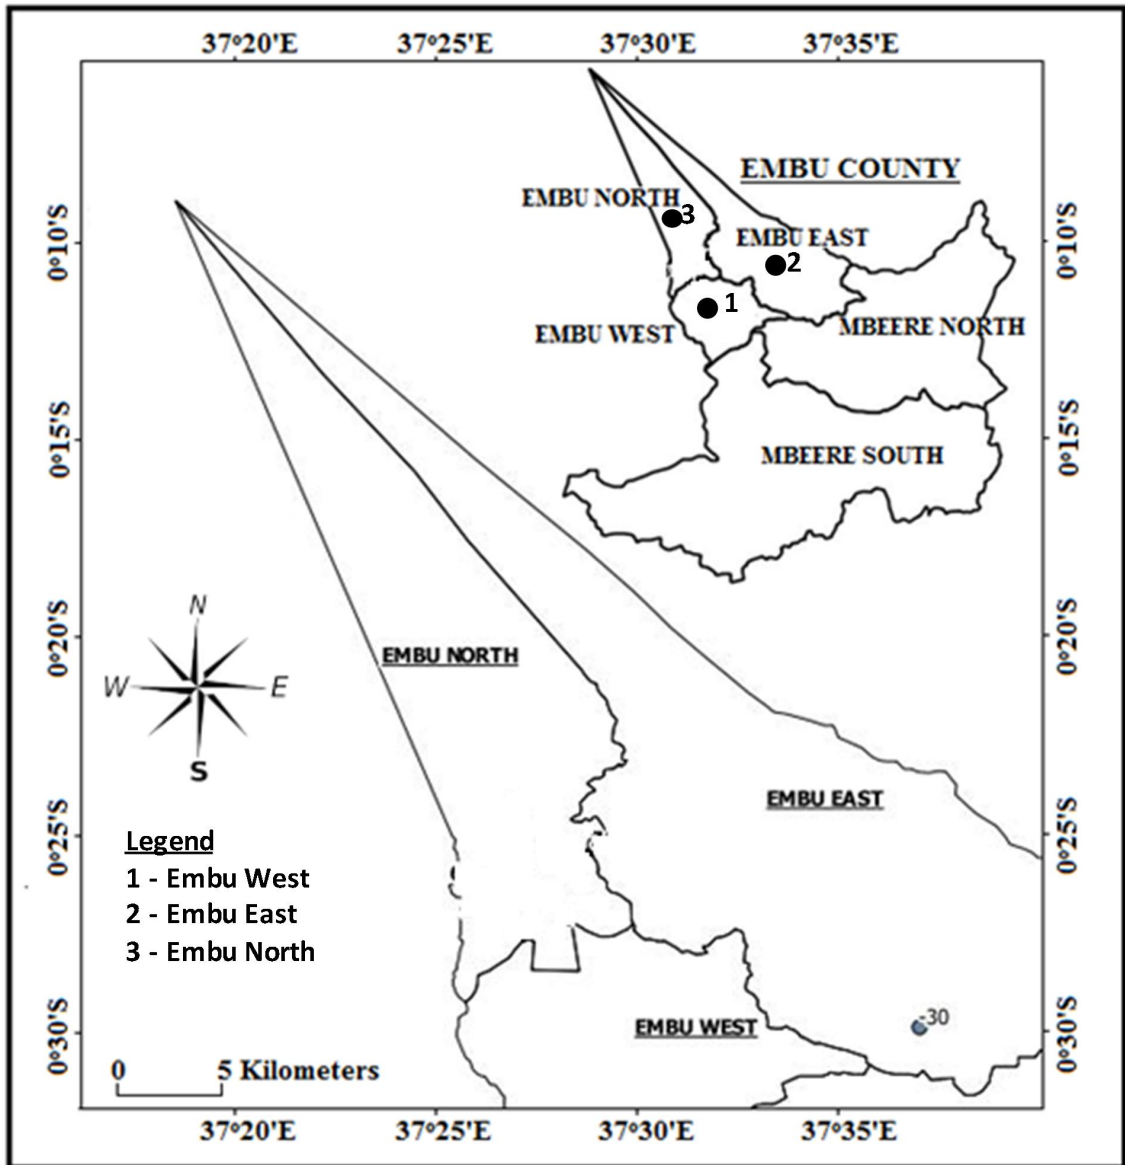 37°20'E 37°25'E 37°30'E 37°35'E
EMBU COUNTY
EMBU NORTH
3
EMBU EAST
2
1
EMBU WEST
MBEERE NORTH
MBEERE SOUTH
0°10'S 0°10'S
0°15'S 0°15'S
0°20'S 0°20'S
0°25'S 0°25'S
0°30'S 0°30'S
N
W E
S
EMBU NORTH
EMBU EAST
EMBU WEST
-30
Legend
1 - Embu West
2 - Embu East
3 - Embu North
0 5 Kilometers
37°20'E 37°25'E 37°30'E 37°35'E